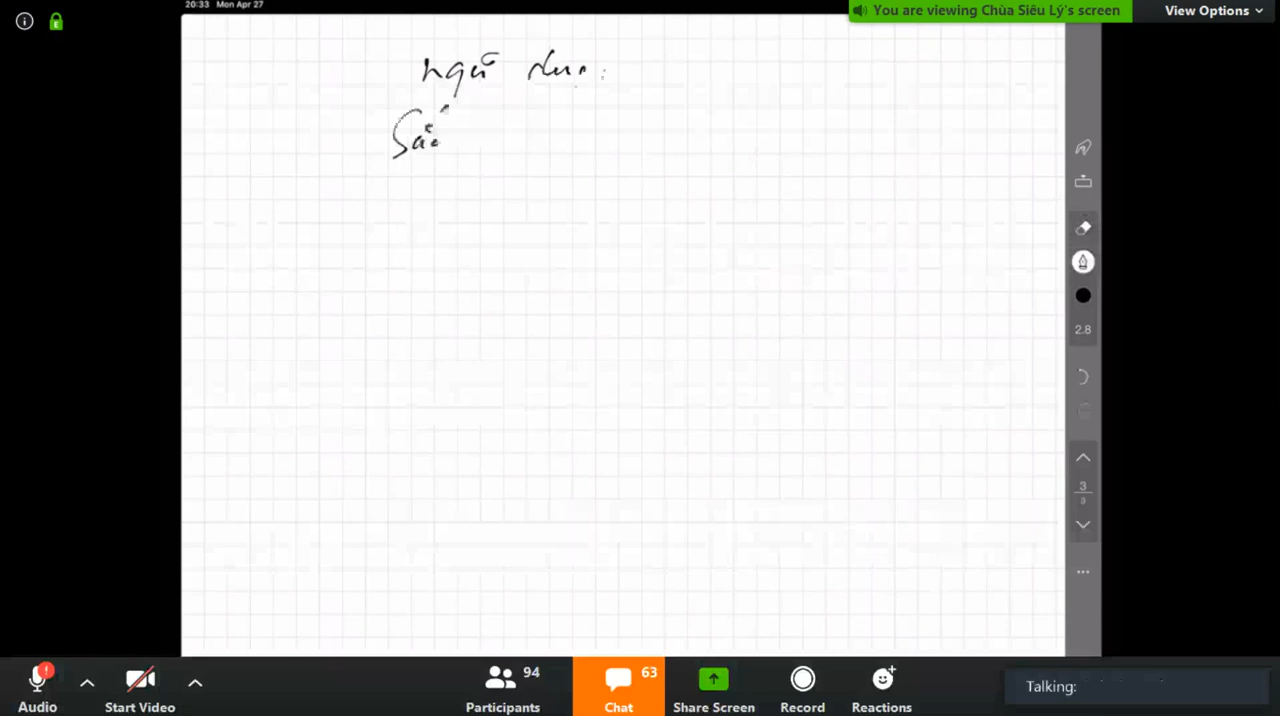 20:33 Mon Apr 27
You are viewing Chùa Siêu Lý's screen
View Options
E
ngũ
Sắc
2.8
3
9
!
94
63
Audio
Start Video
Participants
Chat
Share Screen
Record
Reactions
Talking: